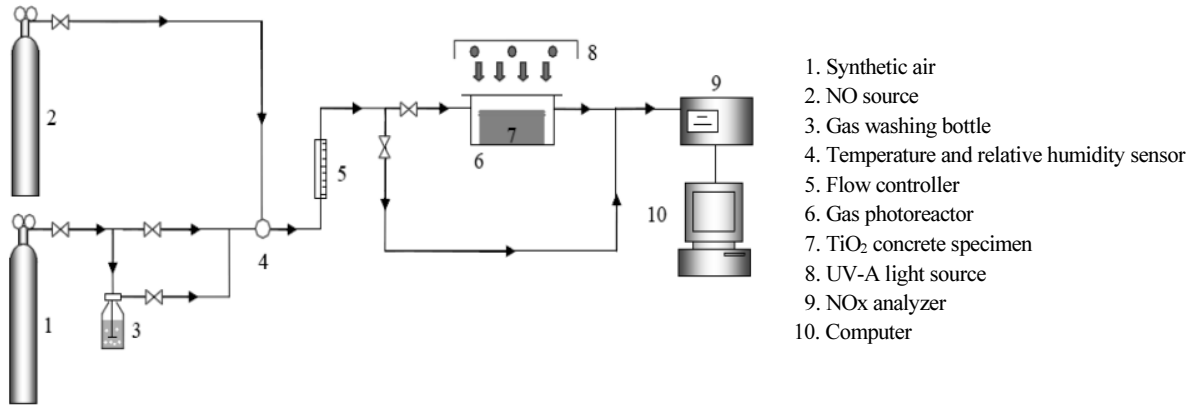 8
9
2
7
6
5
10
4
3
1
1. Synthetic air
2. NO source
3. Gas washing bottle
4. Temperature and relative humidity sensor
5. Flow controller
6. Gas photoreactor
7. TiO₂ concrete specimen
8. UV-A light source
9. NOx analyzer
10. Computer